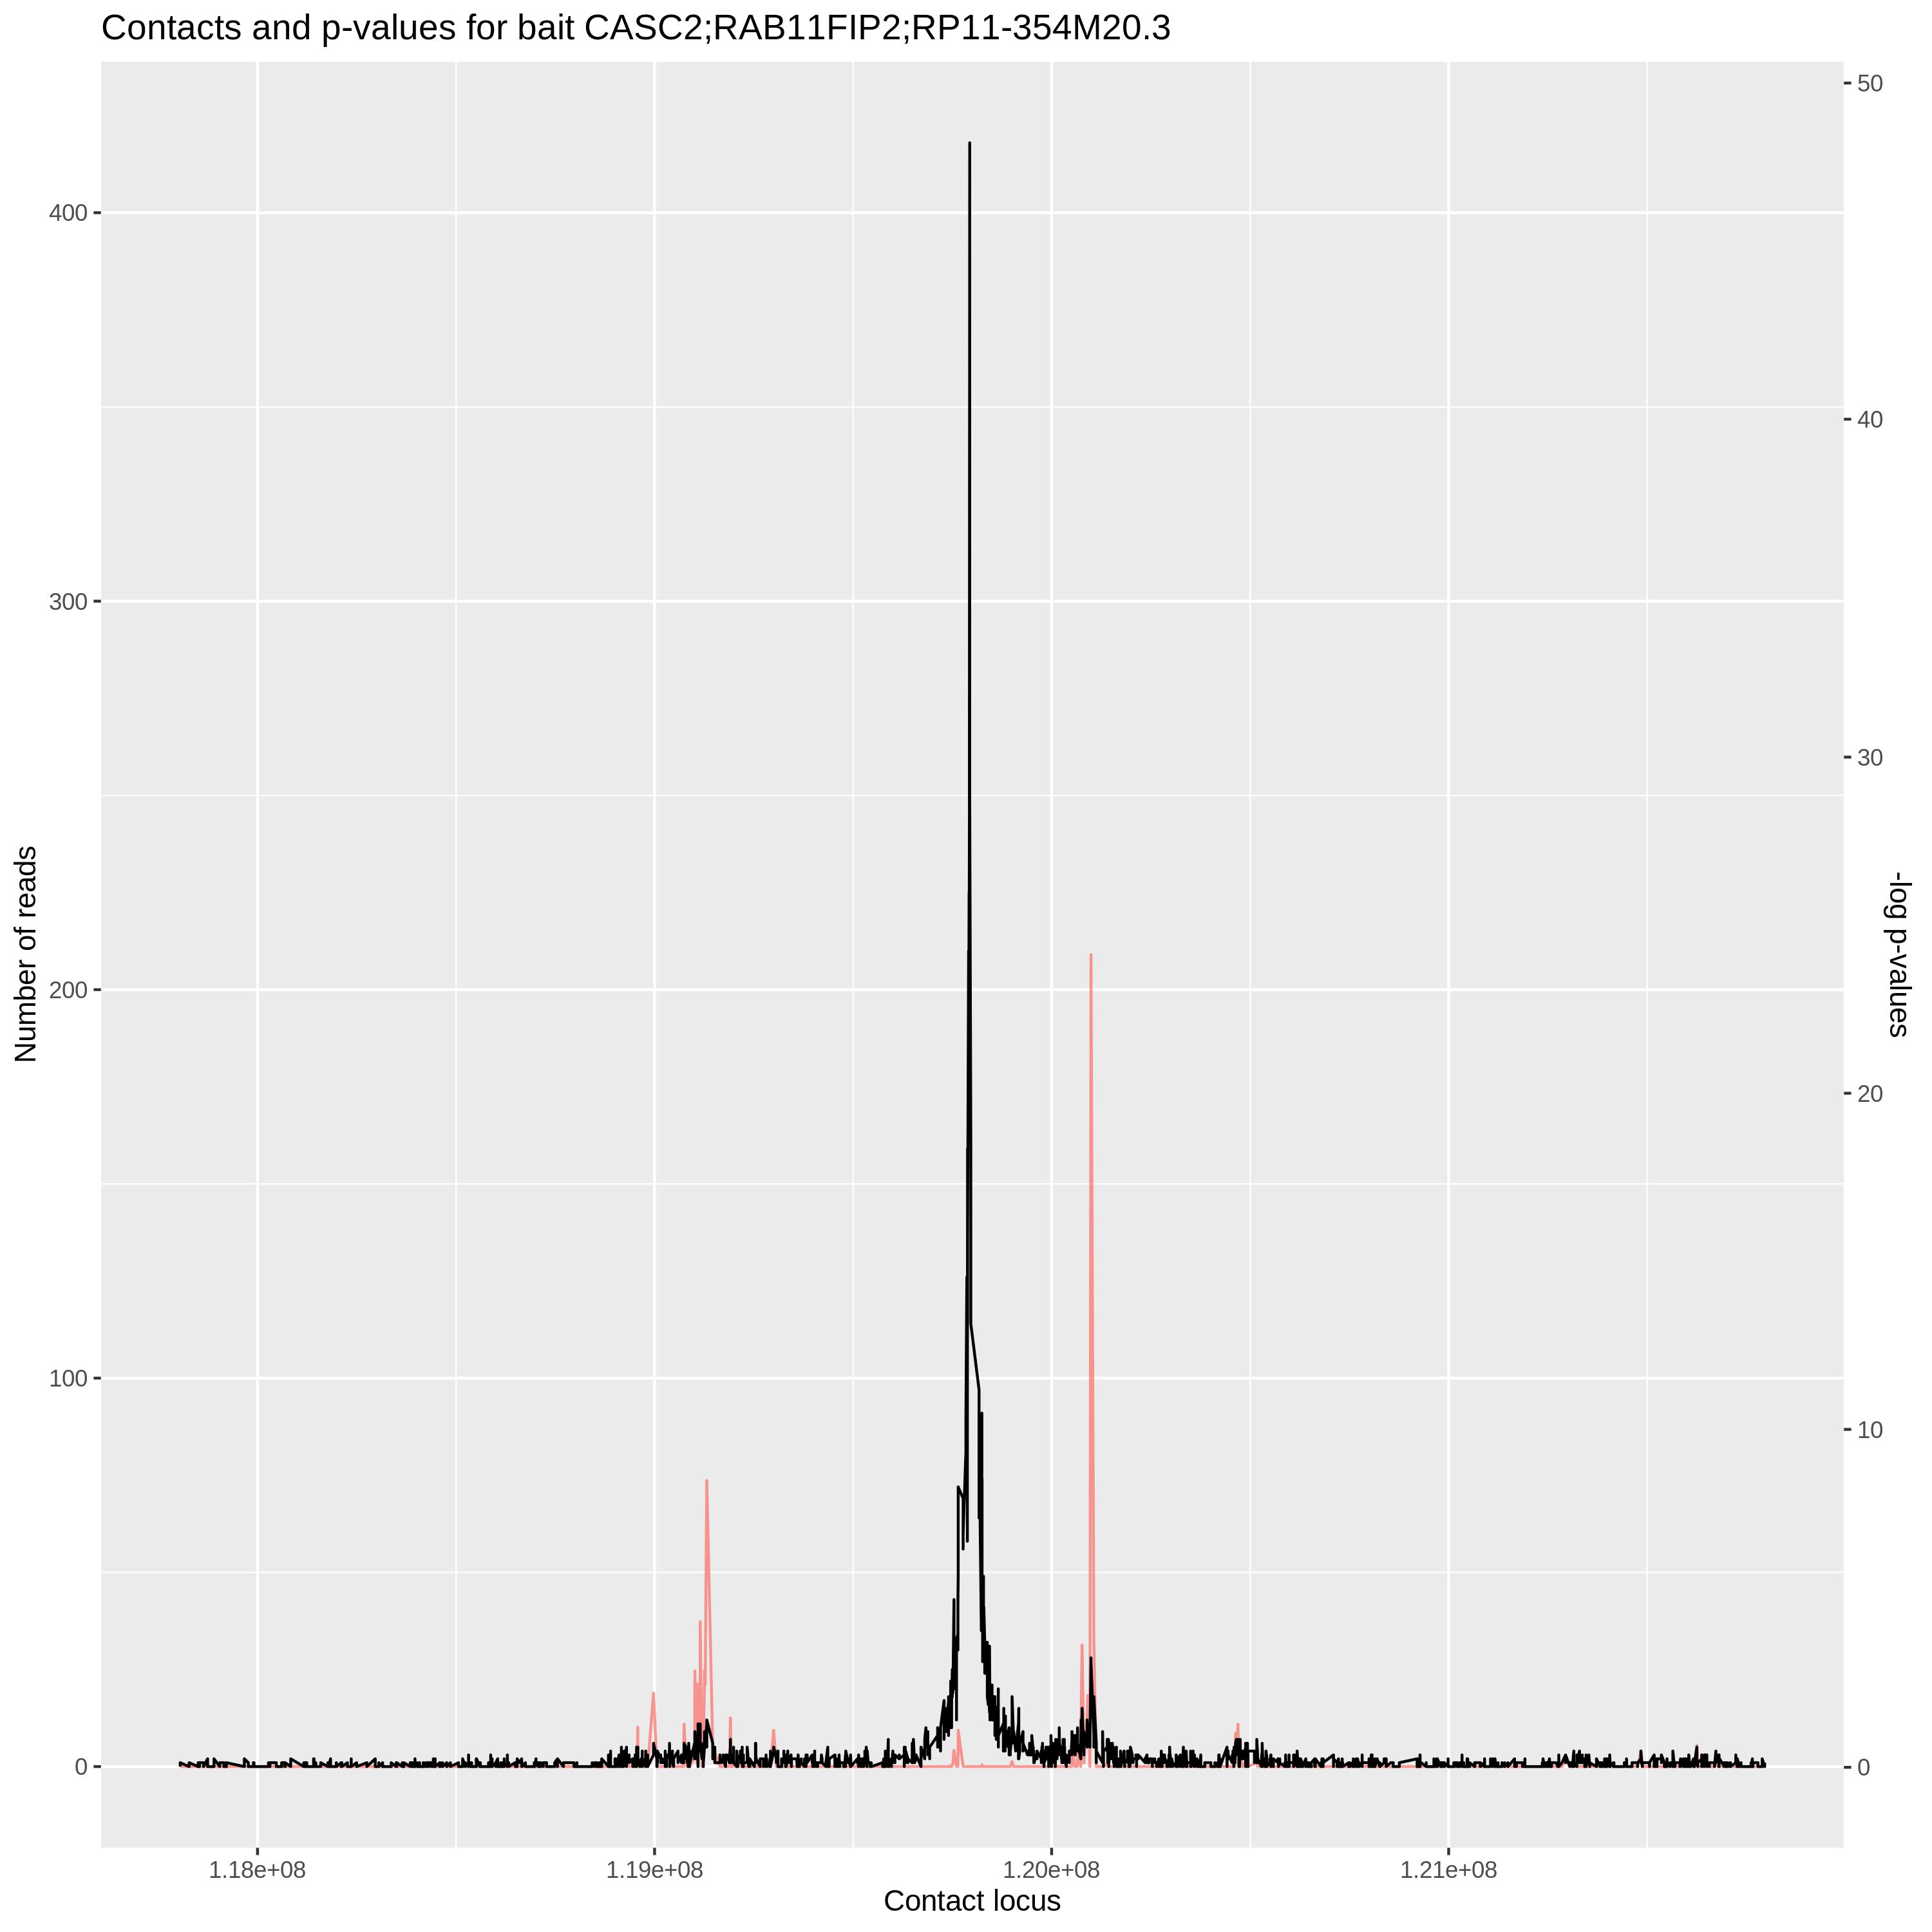 Contacts and p-values for bait CASC2;RAB11FIP2;RP11-354M20.3
Number of reads
400
300
200
100
0
50
40
30
20
10
0
-log p-values
1.18e+08
1.19e+08
1.20e+08
1.21e+08
Contact locus